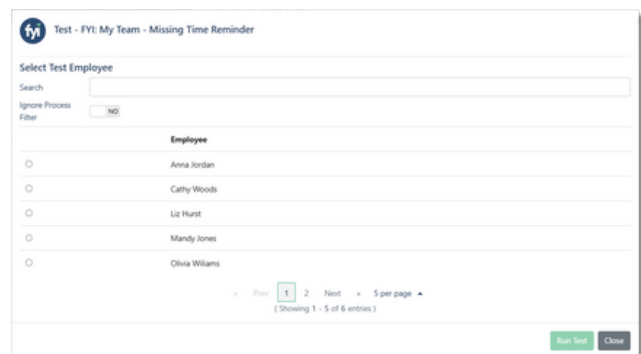 fyi Test - FYI: My Team - Missing Time Reminder
Select Test Employee
Search
Ignore Process
Filter NO
Employee
Anna Jordan
Cathy Woods
Liz Hurst
Mandy Jones
Olivia Wiliams
« Prev 1 2 Next » 5 per page
( Showing 1 - 5 of 6 entries )
Run Test Close